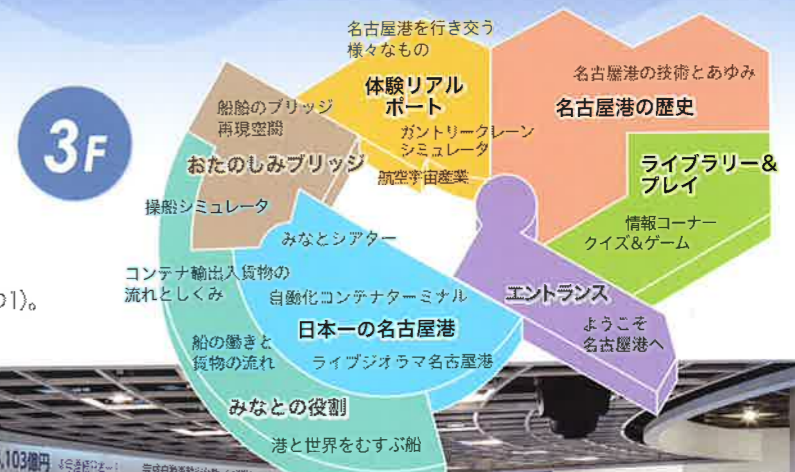 3F
名古屋港を行き交う
様々なもの
体験リアル
ポート
ガントリークレーン
シミュレータ
航空宇宙産業
名古屋港の技術とあゆみ
名古屋港の歴史
ライブラリー&
プレイ
情報コーナー
クイズ&ゲーム
船舶のブリッジ
再現空間
おたのしみブリッジ
操船シミュレータ
みなとシアター
自働化コンテナターミナル
日本一の名古屋港
ライブジオラマ名古屋港
エントランス
ようこそ
名古屋港へ
コンテナ輸出入貨物の
流れとしくみ
船の働きと
貨物の流れ
みなとの役割
港と世界をむすぶ船
の1)。
,103億円